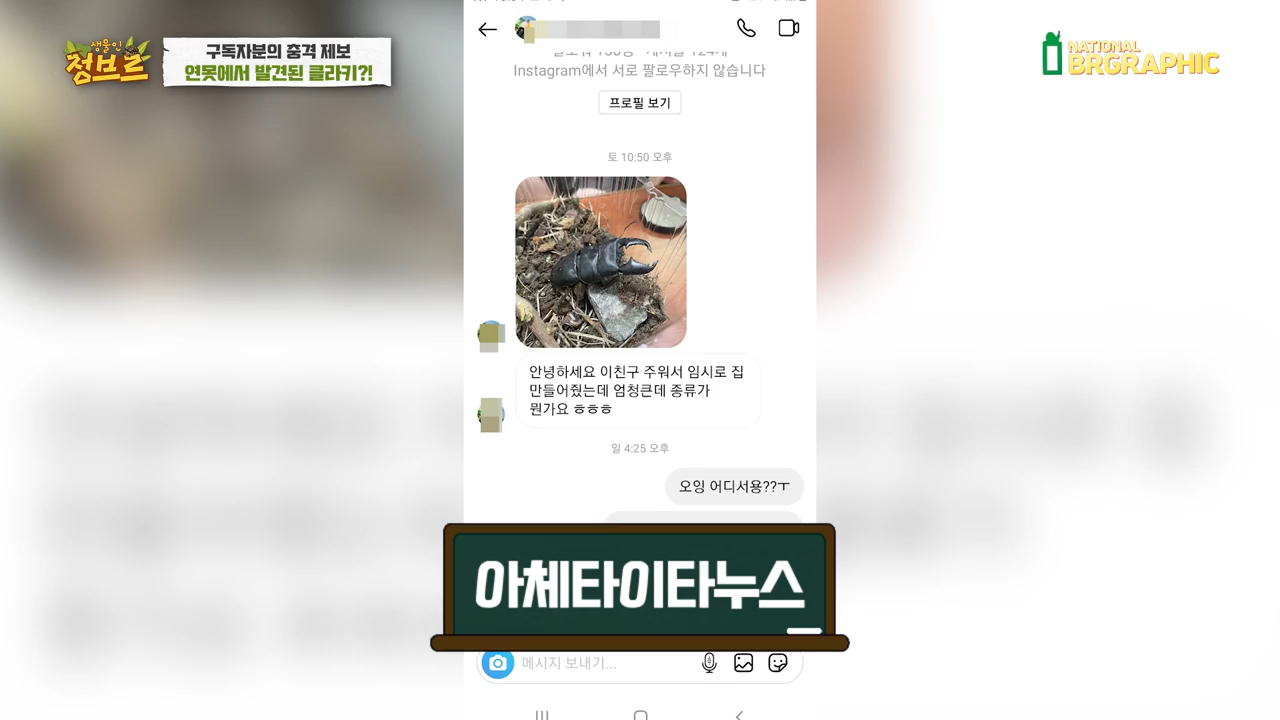 생물인
정브르
구독자분의 충격 제보
연못에서 발견된 클라키?!
NATIONAL
BRGRAPHIC
Instagram에서 서로 팔로우하지 않습니다
프로필 보기
토 10:50 오후
안녕하세요 이친구 주워서 임시로 집
만들어줬는데 엄청큰데 종류가
뭔가요 ㅎㅎㅎ
일 4:25 오후
오잉 어디서용??ㅜ
아체타이타누스
메시지 보내기...